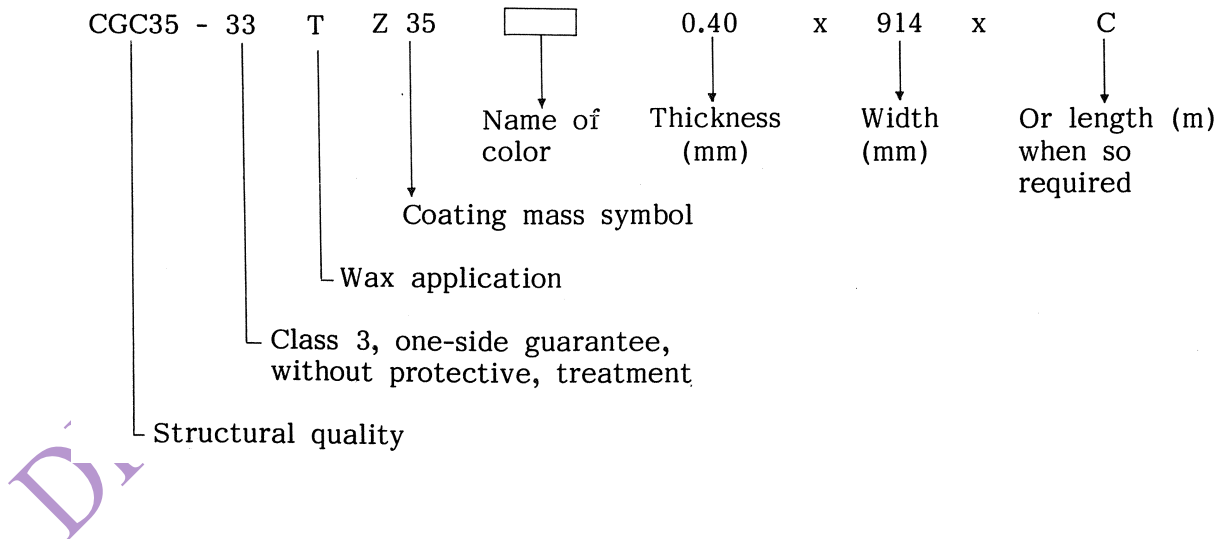 CGC35 - 33 T Z 35 0.40 x 914 x C
Name of color
Thickness (mm)
Width (mm)
Or length (m) when so required
Coating mass symbol
Wax application
Class 3, one-side guarantee,
without protective, treatment
Structural quality